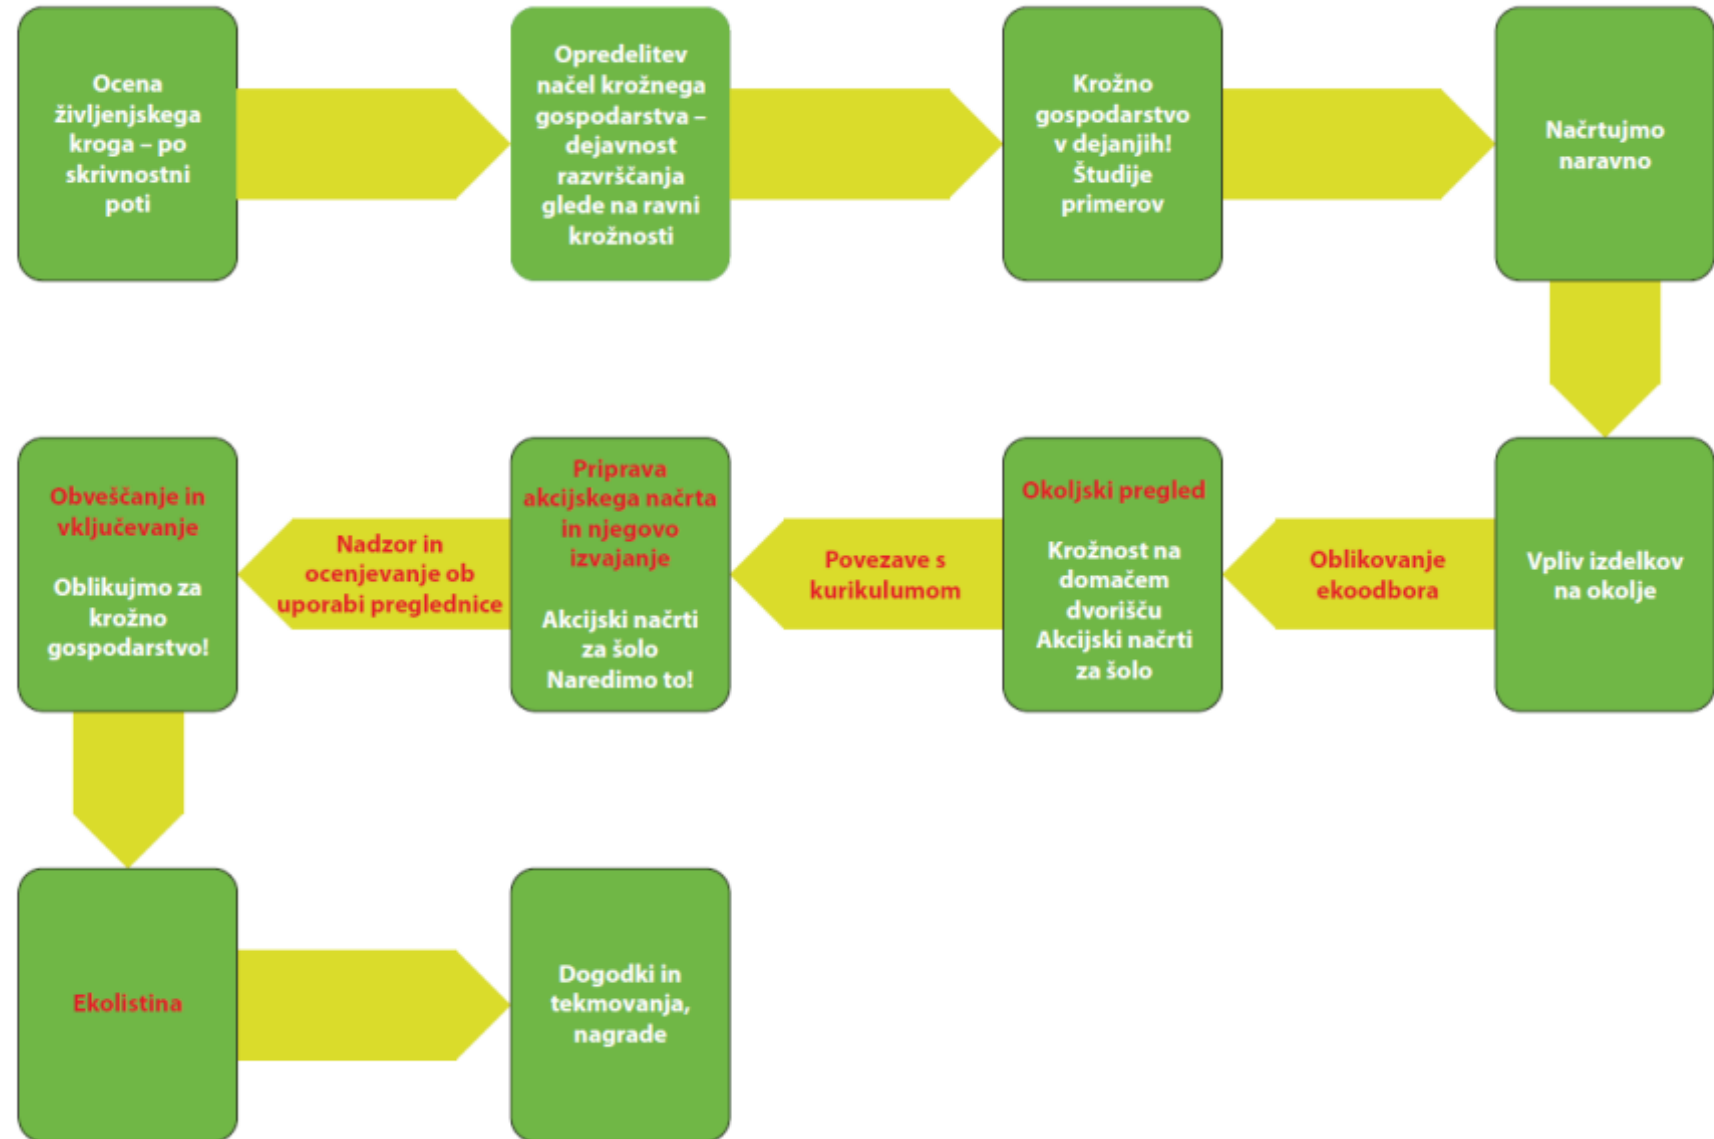 Ocena
življenjskega
kroga – po
skrivnostni
poti
Opredelitev
načel krožnega
gospodarstva –
dejavnost
razvrščanja
glede na ravni
krožnosti
Krožno
gospodarstvo
v dejanjih!
Študije
primerov
Načrtujmo
naravno
Vpliv izdelkov
na okolje
Oblikovanje
ekoodbora
Okoljski pregled
Krožnost na
domačem
dvorišču
Akcijski načrti
za šolo
Povezave s
kurikulumom
Priprava
akcijskega načrta
in njegovo
izvajanje
Akcijski načrti
za šolo
Naredimo to!
Nadzor in
ocenjevanje ob
uporabi preglednice
Obveščanje in
vključevanje
Oblikujmo za
krožno
gospodarstvo!
Ekolistina
Dogodki in
tekmovanja,
nagrade